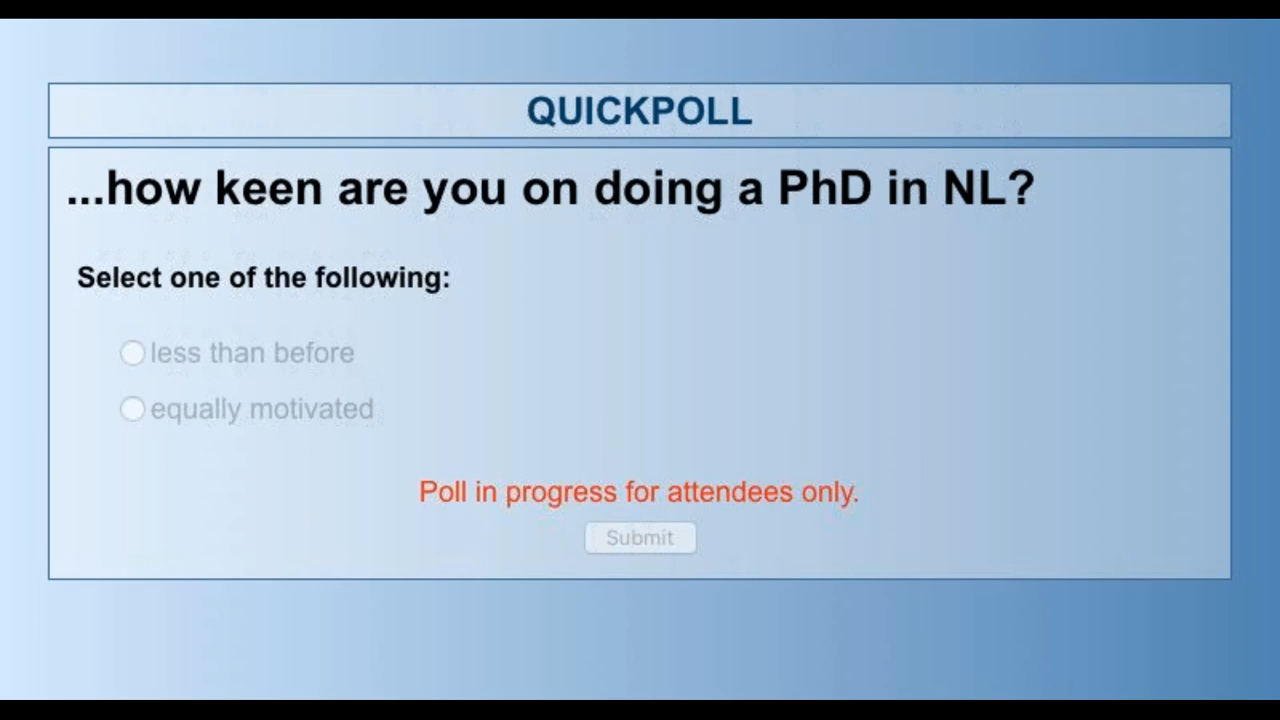 QUICKPOLL
...how keen are you on doing a PhD in NL?
Select one of the following:
less than before
equally motivated
Poll in progress for attendees only.
Submit